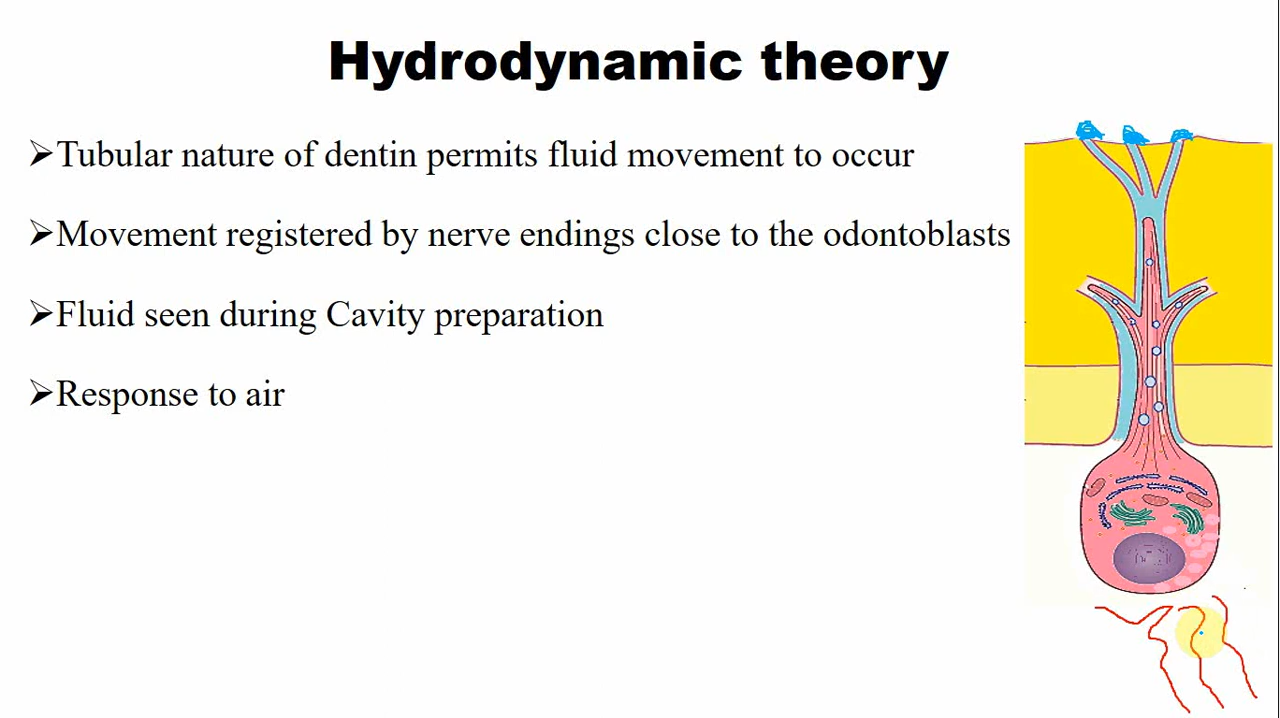 Hydrodynamic theory
➢Tubular nature of dentin permits fluid movement to occur
➢Movement registered by nerve endings close to the odontoblasts
➢Fluid seen during Cavity preparation
➢Response to air